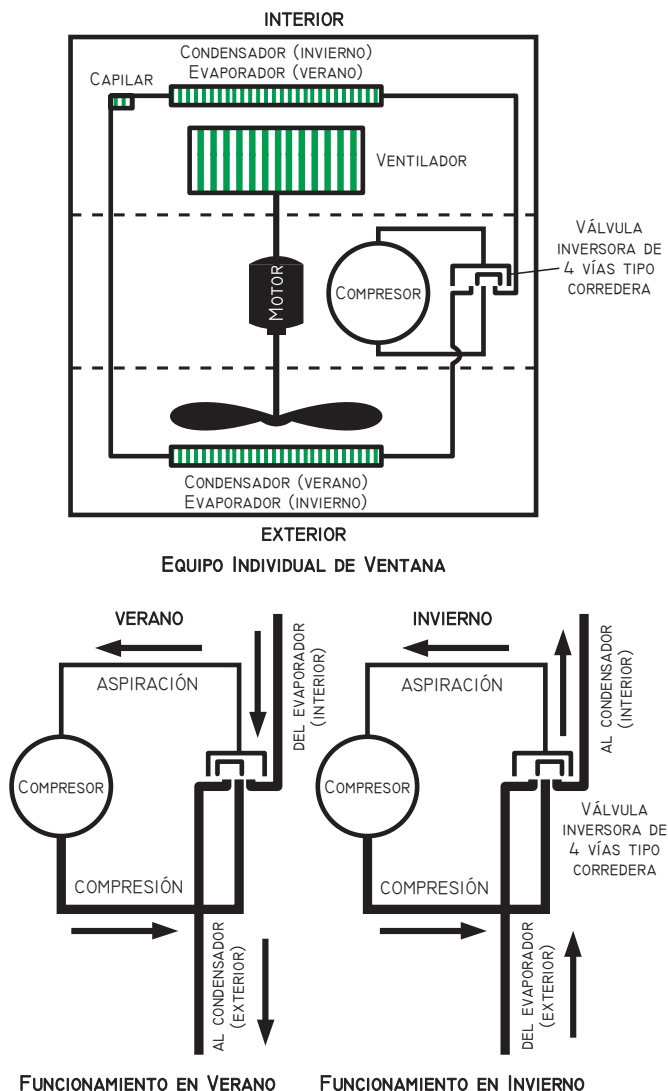 INTERIOR
CONDENSADOR (INVIERNO)
EVAPORADOR (VERANO)
CAPILAR
VENTILADOR
VÁLVULA
INVERSORA DE
4 VÍAS TIPO
CORREDERA
MOTOR
COMPRESOR
CONDENSADOR (VERANO)
EVAPORADOR (INVIERNO)
EXTERIOR
EQUIPO INDIVIDUAL DE VENTANA
VERANO
ASPIRACIÓN
DEL EVAPORADOR
(INTERIOR)
COMPRESOR
COMPRESIÓN
AL CONDENSADOR
(EXTERIOR)
FUNCIONAMIENTO EN VERANO
INVIERNO
ASPIRACIÓN
AL CONDENSADOR
(INTERIOR)
COMPRESOR
VÁLVULA
INVERSORA DE
4 VÍAS TIPO
CORREDERA
COMPRESIÓN
DEL EVAPORADOR
(EXTERIOR)
FUNCIONAMIENTO EN INVIERNO